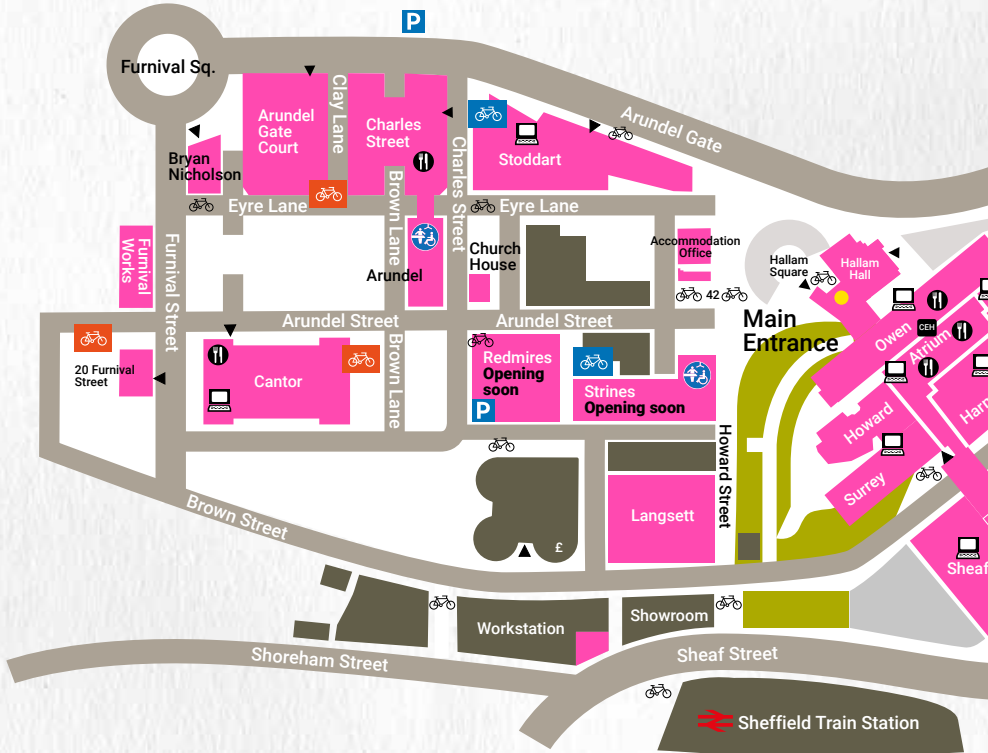 P
Furnival Sq.
Arundel
Gate
Court
Clay Lane
Charles
Street
Charles Street
Stoddart
Arundel Gate
Bryan
Nicholson
Eyre Lane
Brown Lane
Eyre Lane
Furnival
Works
Furnival Street
Arundel
Church
House
Accommodation
Office
42
Hallam
Square
Hallam
Hall
Main
Entrance
Owen
CEH
Atrium
Arundel Street
Arundel Street
20 Furnival
Street
Cantor
Brown Lane
Redmires
Opening
soon
P
Strines
Opening soon
Howard Street
Howard
Harp
Surrey
Langsett
Brown Street
£
Sheaf
Workstation
Showroom
Shoreham Street
Sheaf Street
Sheffield Train Station